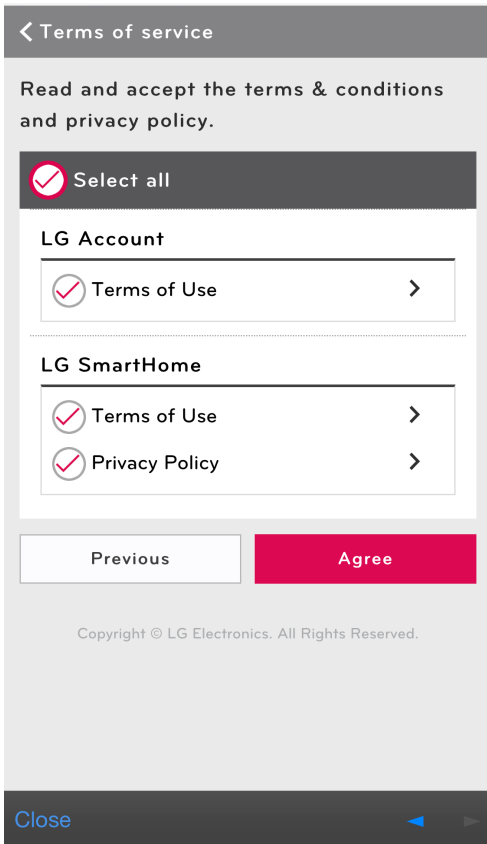 Terms of service
Read and accept the terms & conditions
and privacy policy.
Select all
LG Account
Terms of Use
LG SmartHome
Terms of Use
Privacy Policy
Previous
Agree
Copyright © LG Electronics. All Rights Reserved.
Close